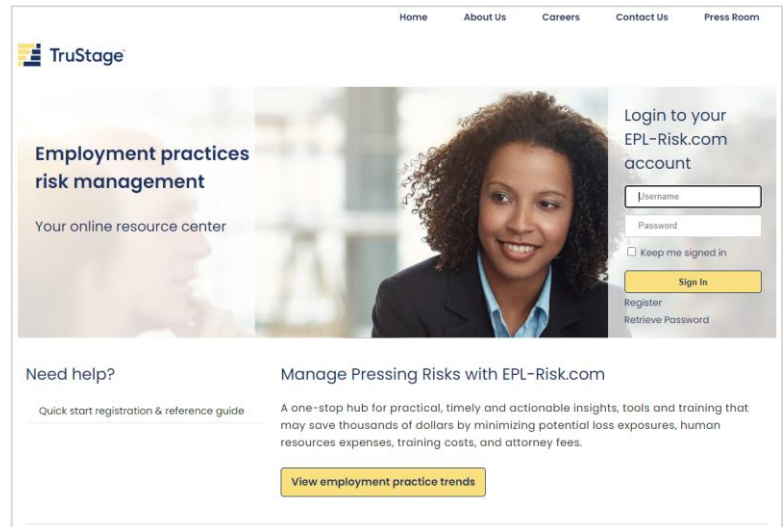 Home About Us Careers Contact Us Press Room
TruStage™
Employment practices
risk management
Your online resource center
Login to your
EPL-Risk.com
account
Username
Password
Keep me signed in
Sign In
Register
Retrieve Password
Need help?
Quick start registration & reference guide
Manage Pressing Risks with EPL-Risk.com
A one-stop hub for practical, timely and actionable insights, tools and training that
may save thousands of dollars by minimizing potential loss exposures, human
resources expenses, training costs, and attorney fees.
View employment practice trends